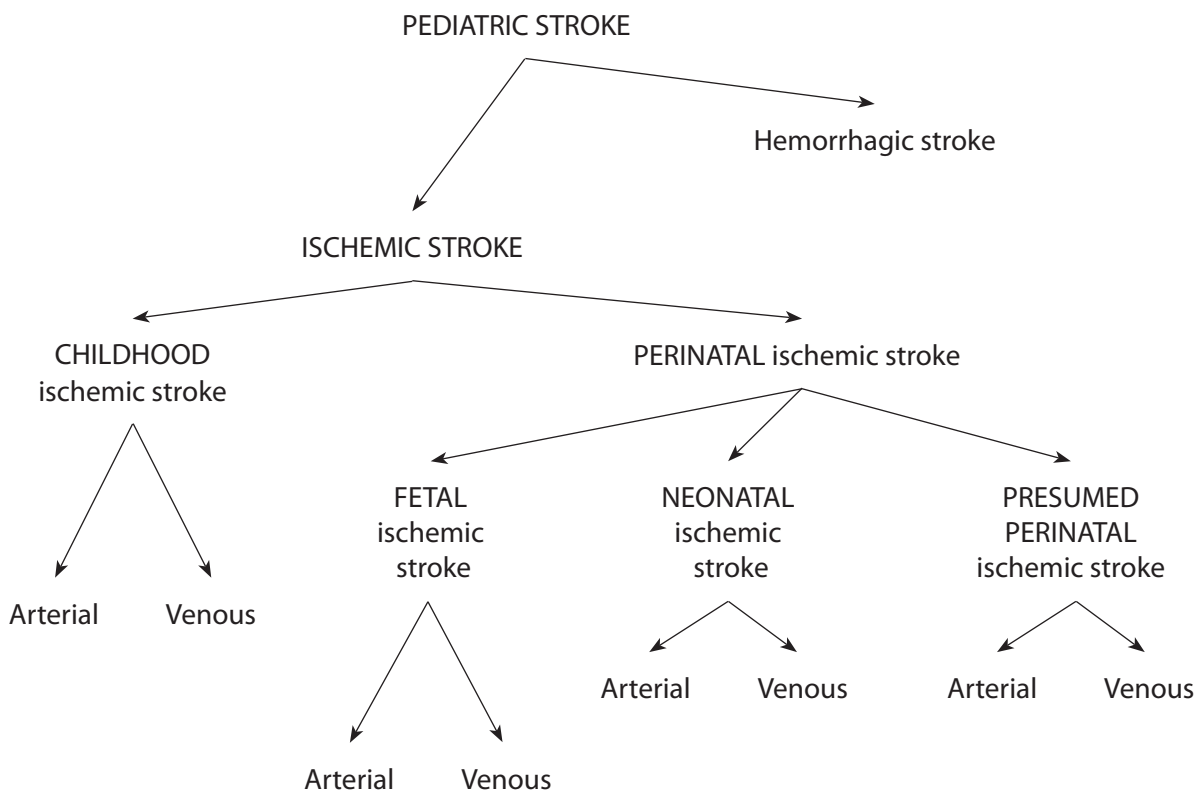 PEDIATRIC STROKE
Hemorrhagic stroke
ISCHEMIC STROKE
CHILDHOOD
ischemic stroke
PERINATAL ischemic stroke
FETAL
ischemic
stroke
NEONATAL
ischemic
stroke
PRESUMED
PERINATAL
ischemic stroke
Arterial
Venous
Arterial
Venous
Arterial
Venous
Arterial
Venous